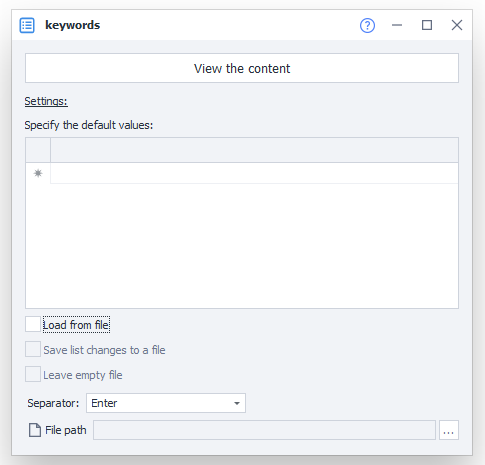 keywords
View the content
Settings:
Specify the default values:
Load from file
Save list changes to a file
Leave empty file
Separator: Enter
File path ...